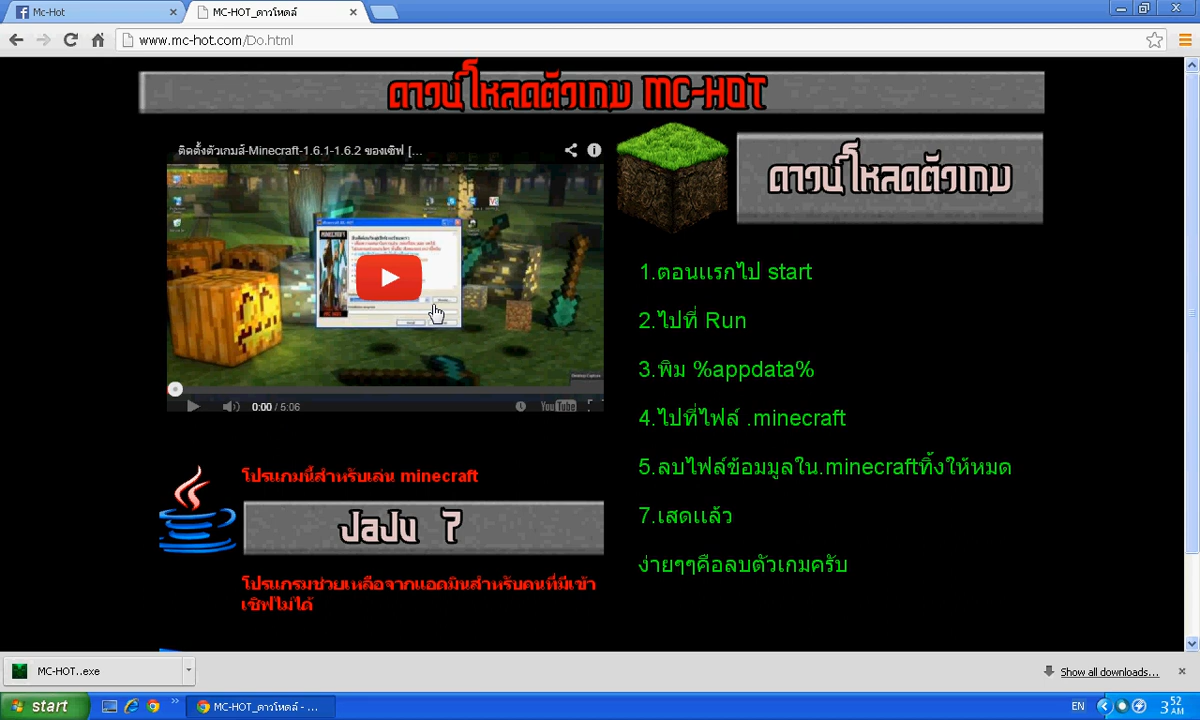 Mc-Hot
MC-HOT_ดาวโหดล์
www.mc-hot.com/Do.html
ดาวน์โหลดตัวเกม MC-HOT
ติดตั้งตัวเกมส์-Minecraft-1.6.1-1.6.2 ของเซิฟ [...
ดาวน์โหลดตัวเกม
1.ตอนแรกไป start
2.ไปที่ Run
3.พิม %appdata%
4.ไปที่ไฟล์ .minecraft
5.ลบไฟล์ข้อมมูลใน.minecraftทิ้งให้หมด
7.เสดแล้ว
ง่ายๆๆคือลบตัวเกมครับ
0:00 / 5:06
YouTube
โปรแกมนี้สำหรับเล่น minecraft
ปลปน 7
โปรแกรมช่วยเหลือจากแอดมินสำหรับคนที่มีเข้า
เซิฟไม่ได้
MC-HOT..exe
Show all downloads...
start
MC-HOT_ดาวโหดล์ - ...
EN
3:52 AM